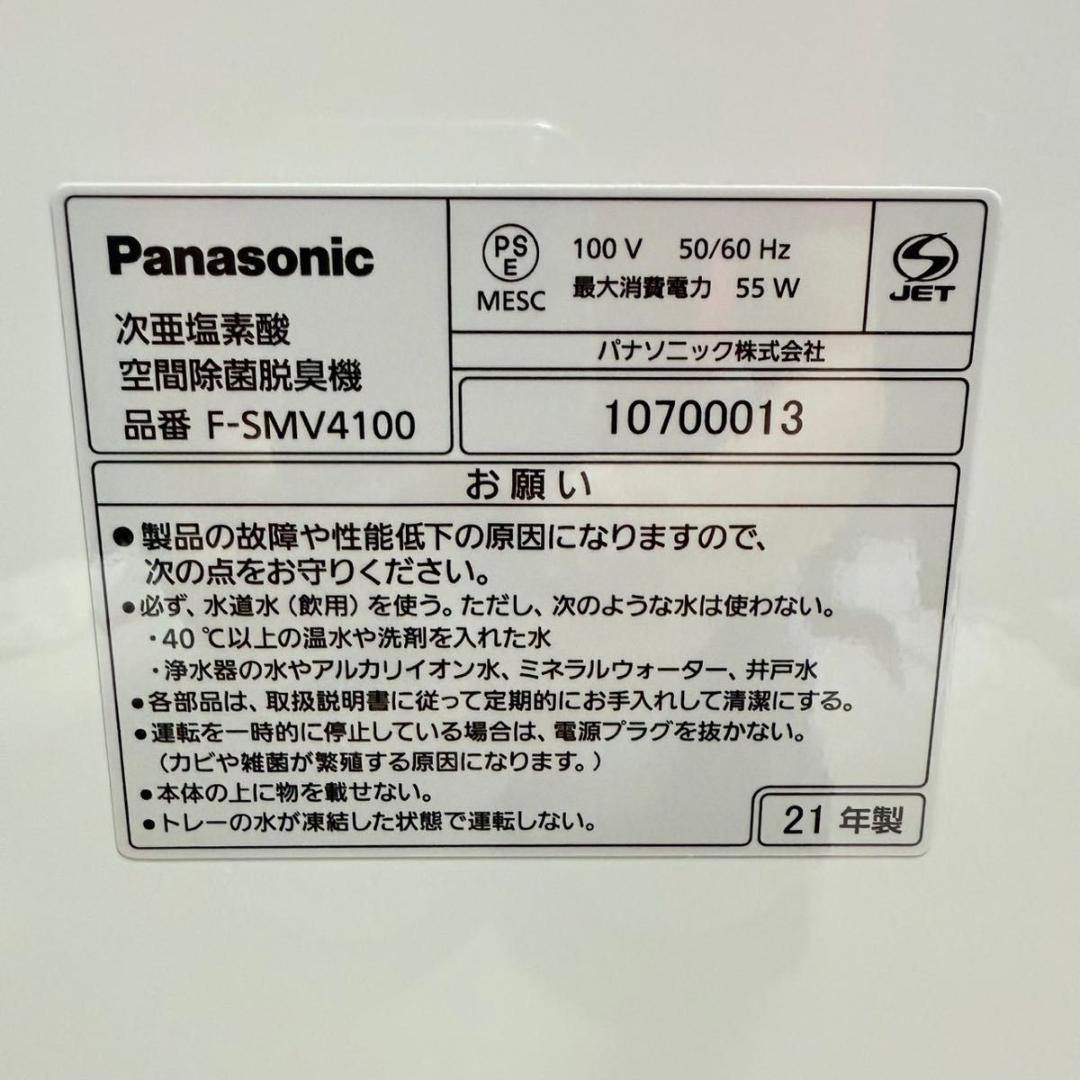 Panasonic
次亜塩素酸
空間除菌脱臭機
品番 F-SMV4100
PS
E
MESC
100 V 50/60 Hz
最大消費電力 55 W
JET
パナソニック株式会社
10700013
お願い
●製品の故障や性能低下の原因になりますので、
次の点をお守りください。
●必ず、水道水（飲用）を使う。ただし、次のような水は使わない。
・40 ℃以上の温水や洗剤を入れた水
・浄水器の水やアルカリイオン水、ミネラルウォーター、井戸水
●各部品は、取扱説明書に従って定期的にお手入れして清潔にする。
●運転を一時的に停止している場合は、電源プラグを抜かない。
（カビや雑菌が繁殖する原因になります。）
●本体の上に物を載せない。
●トレーの水が凍結した状態で運転しない。
21 年製